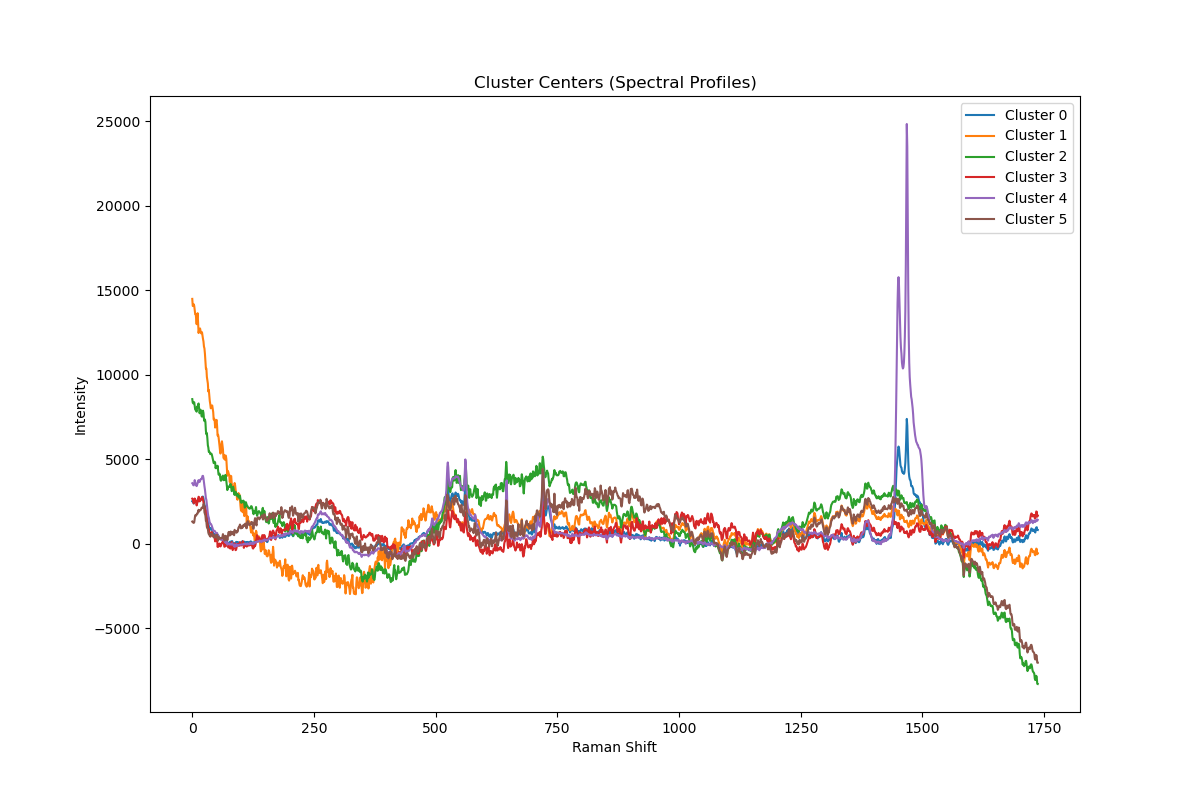 Cluster Centers (Spectral Profiles)
25000
20000
15000
10000
5000
0
−5000
Intensity
Cluster 0
Cluster 1
Cluster 2
Cluster 3
Cluster 4
Cluster 5
0 250 500 750 1000 1250 1500 1750
Raman Shift